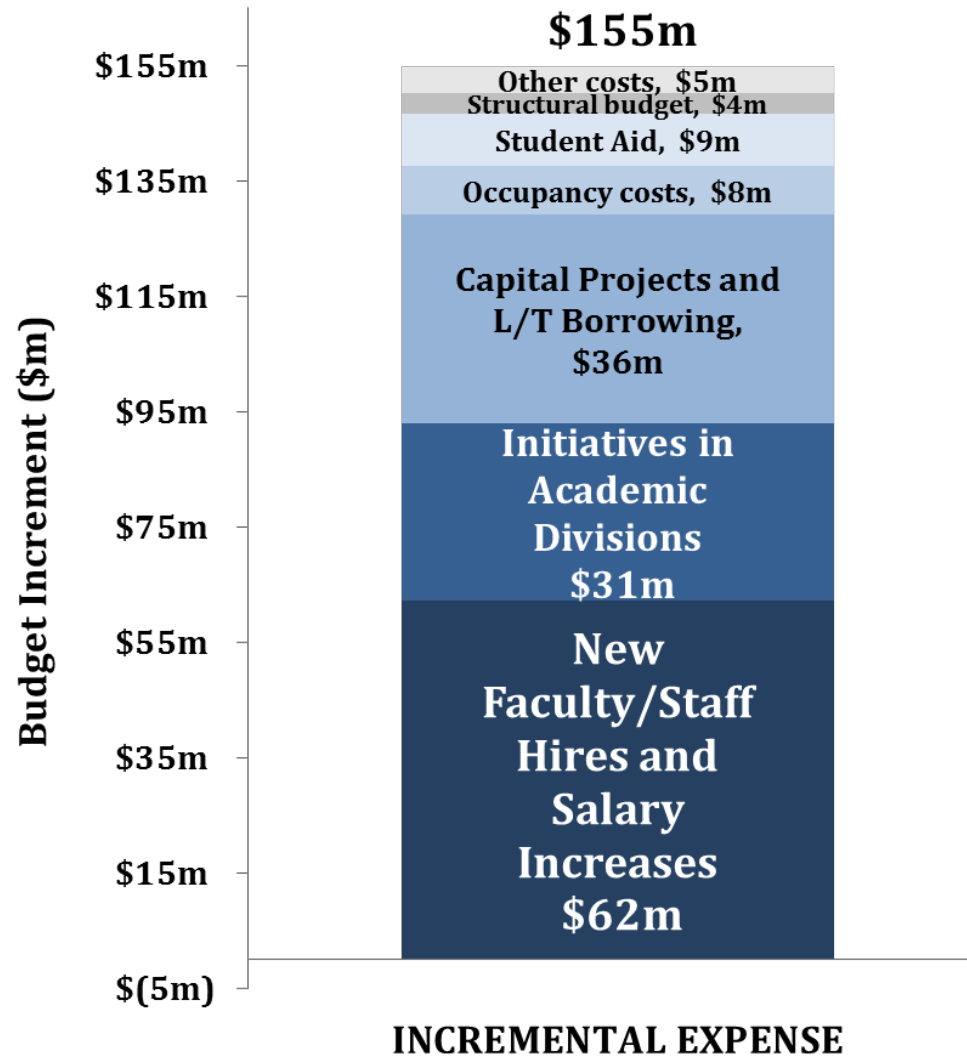 $155m
$155m
Other costs, $5m
Structural budget, $4m
Student Aid, $9m
$135m
Occupancy costs, $8m
Capital Projects and
L/T Borrowing,
$36m
$115m
$95m
Initiatives in
Academic
Divisions
$31m
$75m
$55m
New
Faculty/Staff
Hires and
Salary
Increases
$62m
$35m
$15m
$(5m)
Budget Increment ($m)
INCREMENTAL EXPENSE